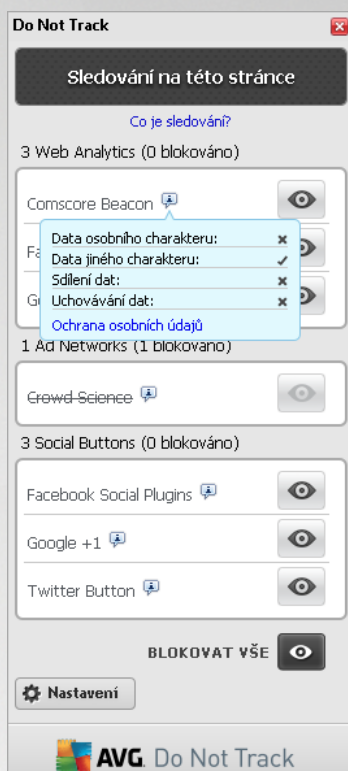 Do Not Track
Sledování na této stránce
Co je sledování?
3 Web Analytics (0 blokováno)
Comscore Beacon
Data osobního charakteru:
Data jiného charakteru:
Sdílení dat:
Uchovávání dat:
Ochrana osobních údajů
Fa
1 Ad Networks (1 blokováno)
Crowd Science
3 Social Buttons (0 blokováno)
Facebook Social Plugins
Google +1
Twitter Button
BLOKOVAT VŠE
Nastavení
AVG. Do Not Track